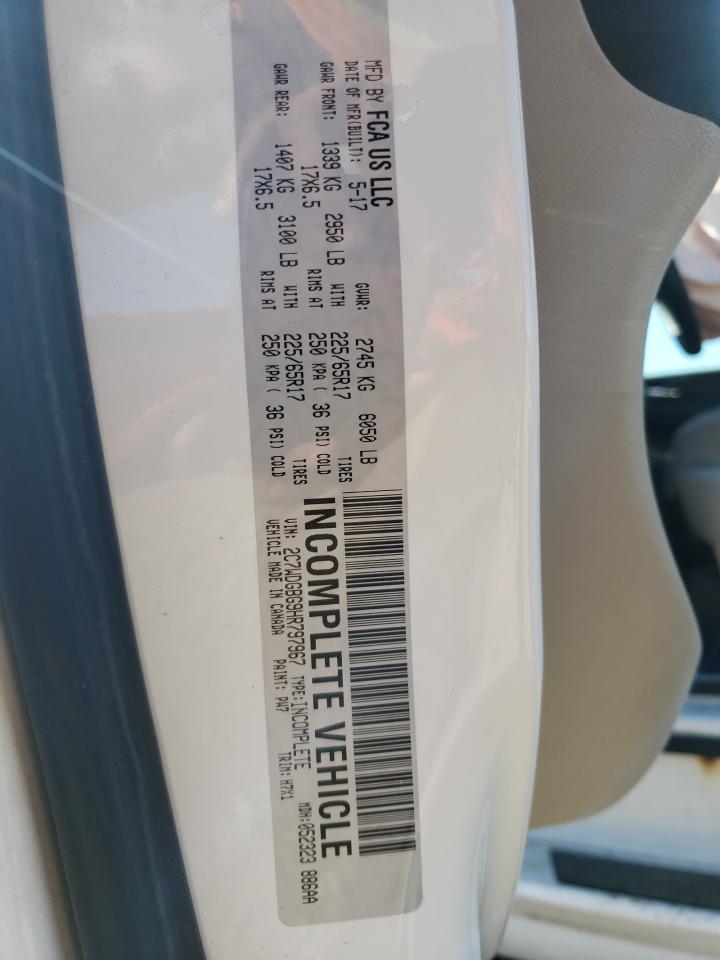 MFD BY FCA US LLC
DATE OF MFR(BUILT): 5-17 GVWR: 2745 KG 6050 LB
GAWR FRONT: 1339 KG 2950 LB WITH 225/65R17 TIRES
17X6.5 RIMS AT 250 KPA ( 36 PSI) COLD
GAWR REAR: 1407 KG 3100 LB WITH 225/65R17 TIRES
17X6.5 RIMS AT 250 KPA ( 36 PSI) COLD
INCOMPLETE VEHICLE
VIN: 2C7WDGBG9HR797967 TYPE:INCOMPLETE MDH:052323 886AA
VEHICLE MADE IN CANADA PAINT: PW7 TRIM: H7X1